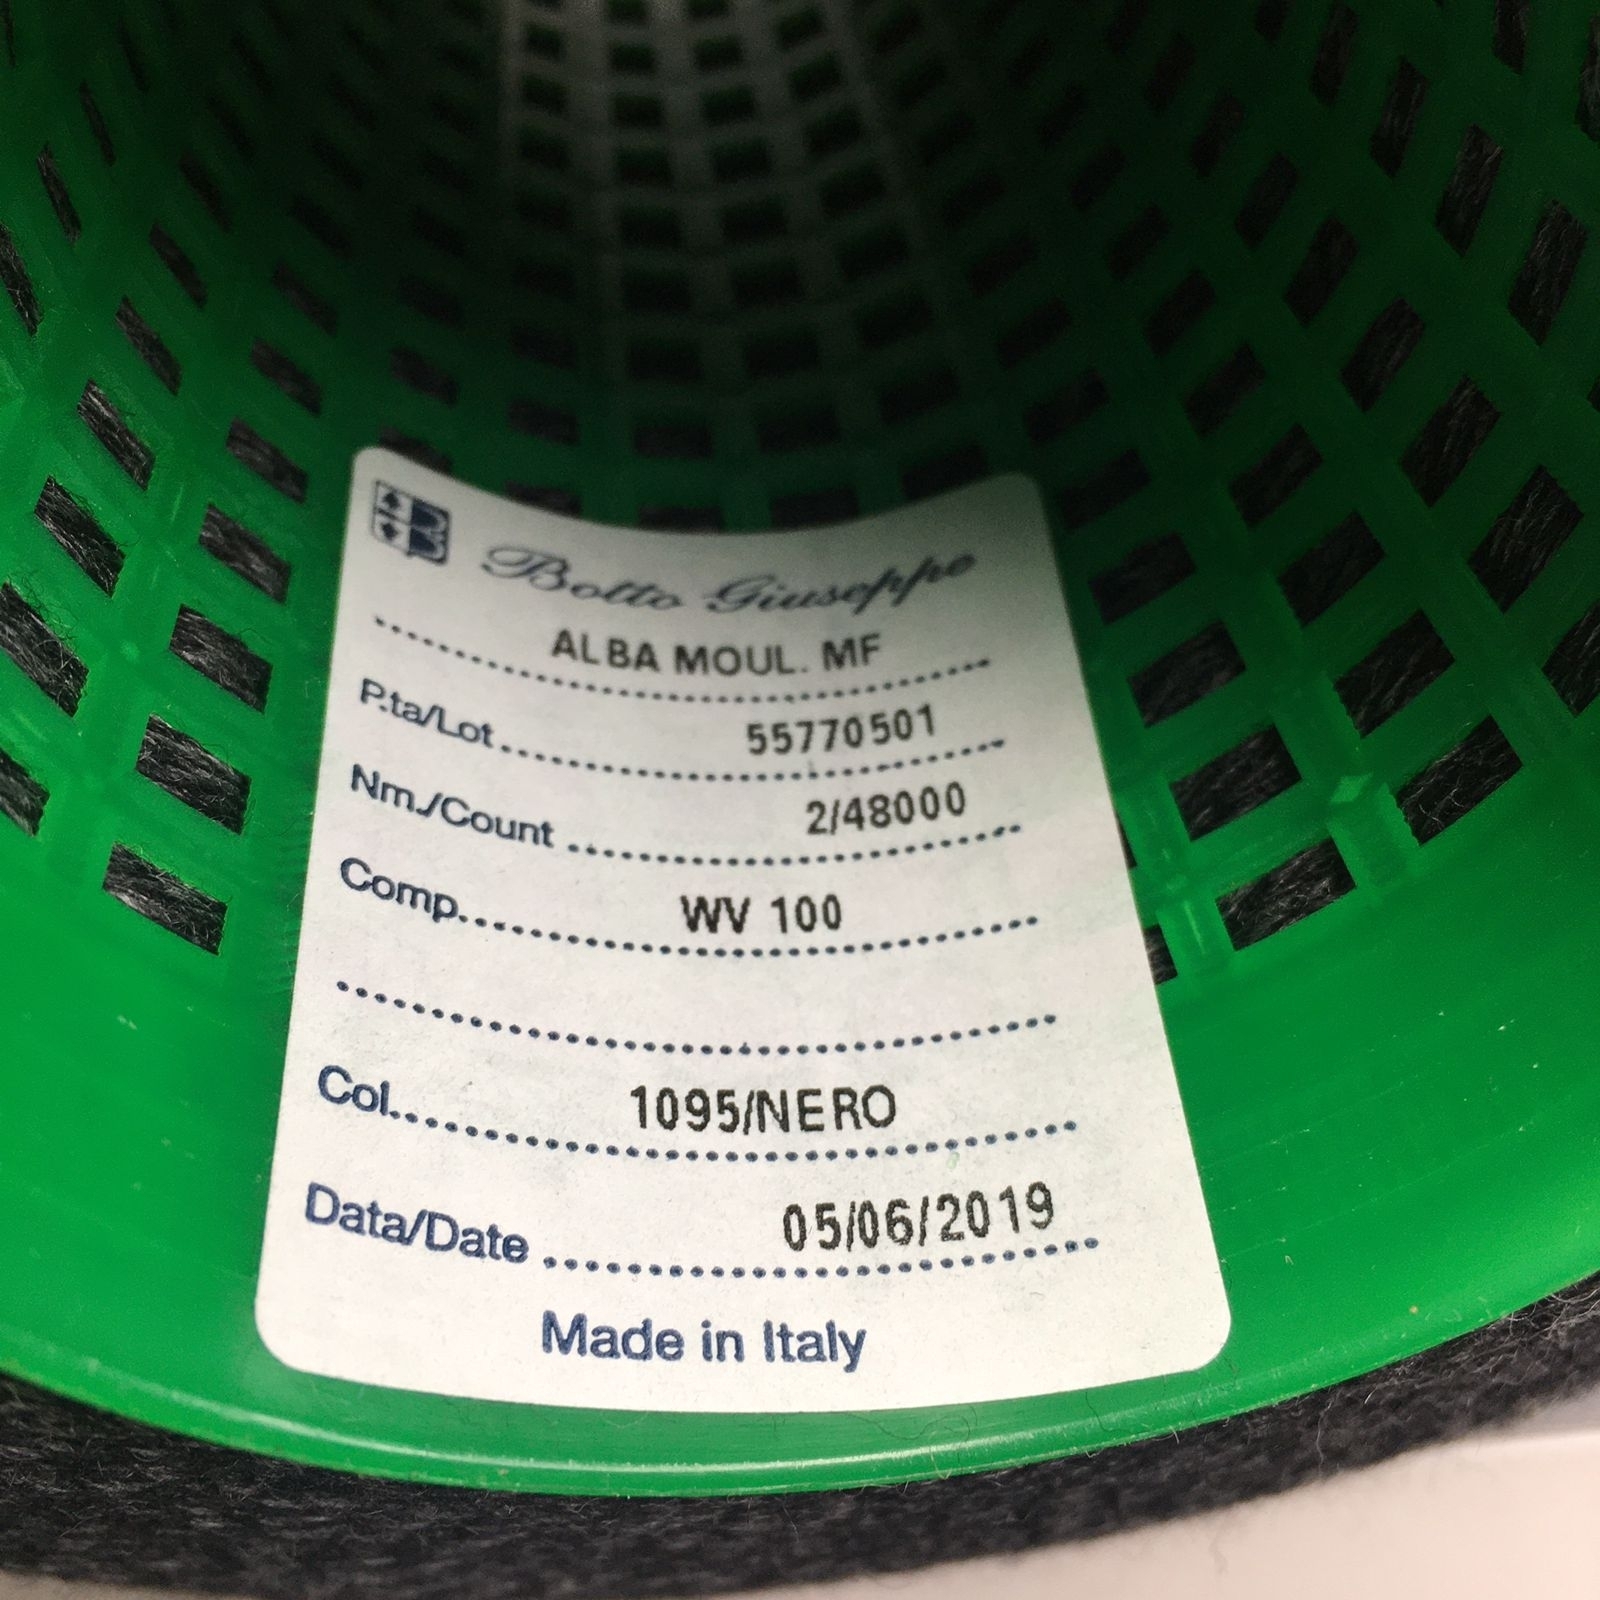 Botto Giuseppe
ALBA MOUL. MF
P.ta/Lot 55770501
Nm./Count 2/48000
Comp. WV 100
Col. 1095/NERO
Data/Date 05/06/2019
Made in Italy